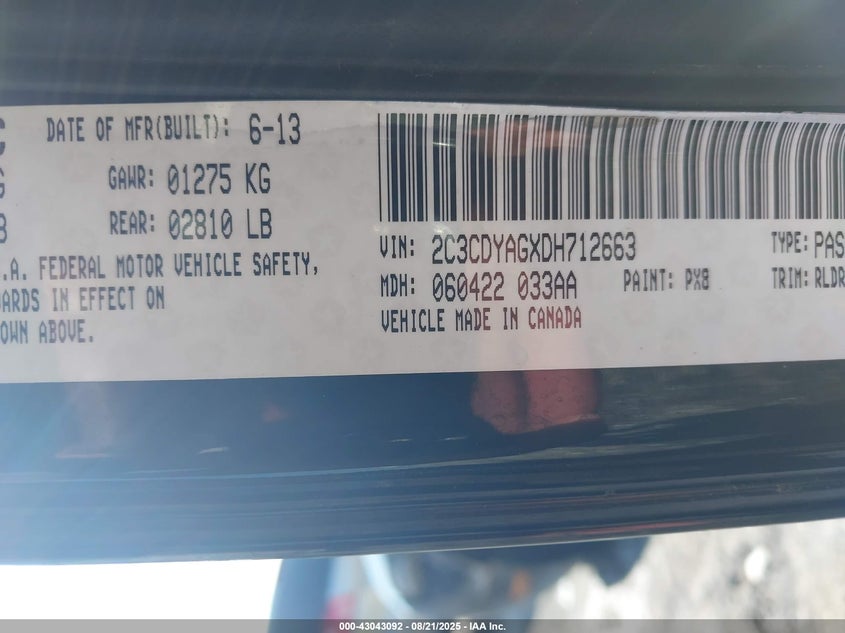 DATE OF MFR(BUILT): 6-13
GAWR: 01275 KG
REAR: 02810 LB
.A. FEDERAL MOTOR VEHICLE SAFETY,
ARDS IN EFFECT ON
OWN ABOVE.
VIN: 2C3CDYAGXDH712663
TYPE: PAS
MDH: 060422 033AA
PAINT: PX8
TRIM: RLDR
VEHICLE MADE IN CANADA
000-43043092 - 08/21/2025 - IAA Inc.